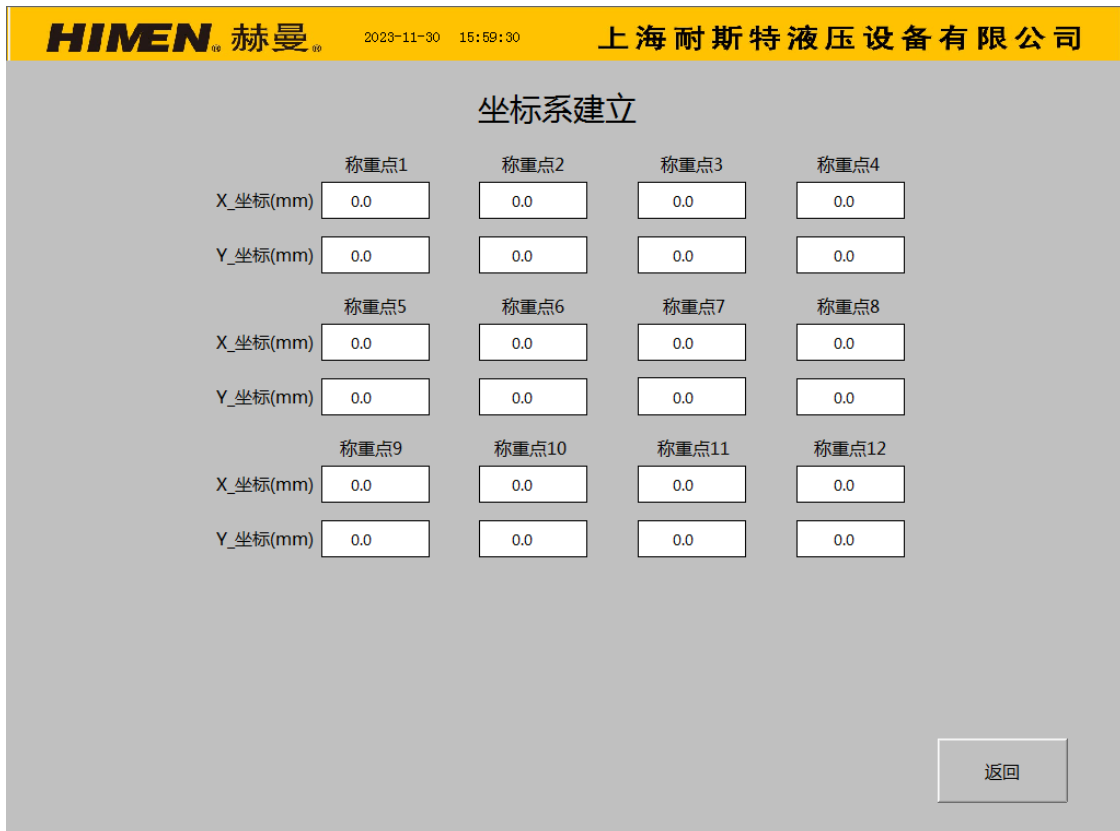 HIMEN® 赫曼® 2023-11-30 15:59:30 上海耐斯特液压设备有限公司
坐标系建立
称重点1 称重点2 称重点3 称重点4
X_坐标(mm) 0.0 0.0 0.0 0.0
Y_坐标(mm) 0.0 0.0 0.0 0.0
称重点5 称重点6 称重点7 称重点8
X_坐标(mm) 0.0 0.0 0.0 0.0
Y_坐标(mm) 0.0 0.0 0.0 0.0
称重点9 称重点10 称重点11 称重点12
X_坐标(mm) 0.0 0.0 0.0 0.0
Y_坐标(mm) 0.0 0.0 0.0 0.0
返回